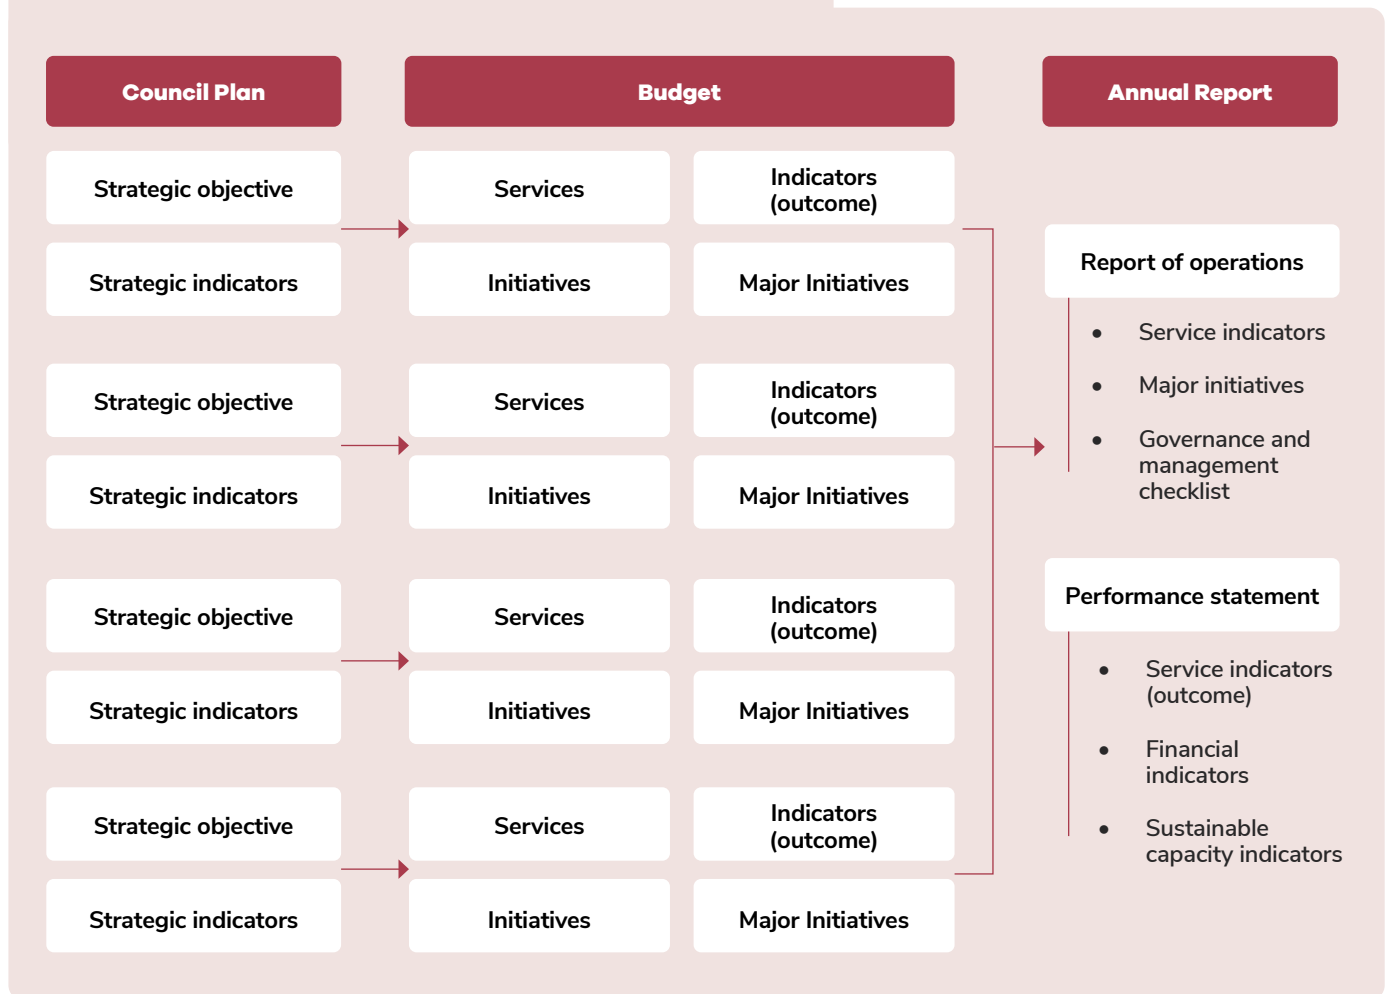 Council Plan
Budget
Annual Report
Strategic objective
Services
Indicators
(outcome)
Strategic indicators
Initiatives
Major Initiatives
Strategic objective
Services
Indicators
(outcome)
Strategic indicators
Initiatives
Major Initiatives
Strategic objective
Services
Indicators
(outcome)
Strategic indicators
Initiatives
Major Initiatives
Strategic objective
Services
Indicators
(outcome)
Strategic indicators
Initiatives
Major Initiatives
Report of operations
• Service indicators
• Major initiatives
• Governance and
management
checklist
Performance statement
• Service indicators
(outcome)
• Financial
indicators
• Sustainable
capacity indicators